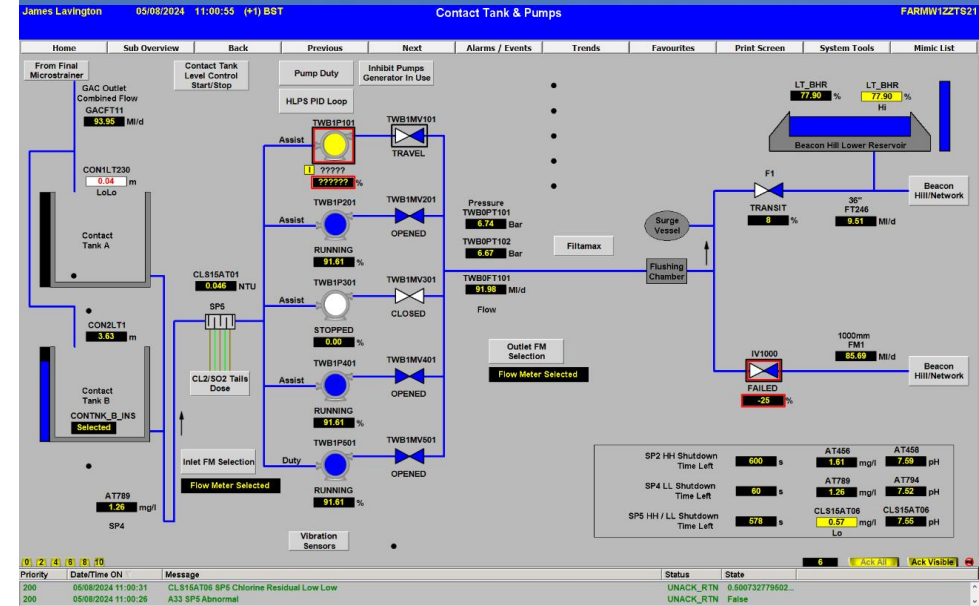 James Lavington 05/08/2024 11:00:55 (+1) BST Contact Tank & Pumps FARMW1ZZTS21
Home Sub Overview Back Previous Next Alarms / Events Trends Favourites Print Screen System Tools Mimic List
From Final
Microstrainer
GAC Outlet
Combined Flow
GACFT11
93.95 Ml/d
CON1LT230
0.04 m
LoLo
Contact
Tank A
CON2LT1
3.63 m
Contact
Tank B
CONTNK_B_INS
Selected
AT789
1.26 mg/l
SP4
Contact Tank
Level Control
Start/Stop
CLS15AT01
0.046 NTU
SP5
CL2/SO2 Tails
Dose
Inlet FM Selection
Flow Meter Selected
Pump Duty
Inhibit Pumps
Generator In Use
HLPS PID Loop
TWB1P101
Assist
! ?????
?????? %
TWB1MV101
TRAVEL
TWB1P201
Assist
RUNNING
91.61 %
TWB1MV201
OPENED
TWB1P301
Assist
STOPPED
0.00 %
TWB1MV301
CLOSED
TWB1P401
Assist
RUNNING
91.61 %
TWB1MV401
OPENED
TWB1P501
Duty
RUNNING
91.61 %
TWB1MV501
OPENED
Vibration
Sensors
Pressure
TWB0PT101
6.74 Bar
TWB0PT102
6.67 Bar
TWB0FT101
91.98 Ml/d
Flow
Filtamax
Outlet FM
Selection
Flow Meter Selected
Surge
Vessel
Flushing
Chamber
LT_BHR
77.90 %
LT_BHR
77.90 %
Hi
Beacon Hill Lower Reservoir
F1
TRANSIT
8 %
36"
FT246
9.51 Ml/d
Beacon
Hill/Network
IV1000
FAILED
-25 %
1000mm
FM1
85.69 Ml/d
Beacon
Hill/Network
SP2 HH Shutdown
Time Left
600 s
AT456
1.61 mg/l
AT458
7.59 pH
SP4 LL Shutdown
Time Left
60 s
AT789
1.26 mg/l
AT794
7.52 pH
SP5 HH / LL Shutdown
Time Left
578 s
CLS15AT06
0.57 mg/l
Lo
CLS15AT06
7.55 pH
0 2 4 6 8 10 6 Ack All Ack Visible
Priority Date/Time ON Message Status State
200 05/08/2024 11:00:31 CLS15AT06 SP5 Chlorine Residual Low Low UNACK_RTN 0.500732779502...
200 05/08/2024 11:00:26 A33 SP5 Abnormal UNACK_RTN False